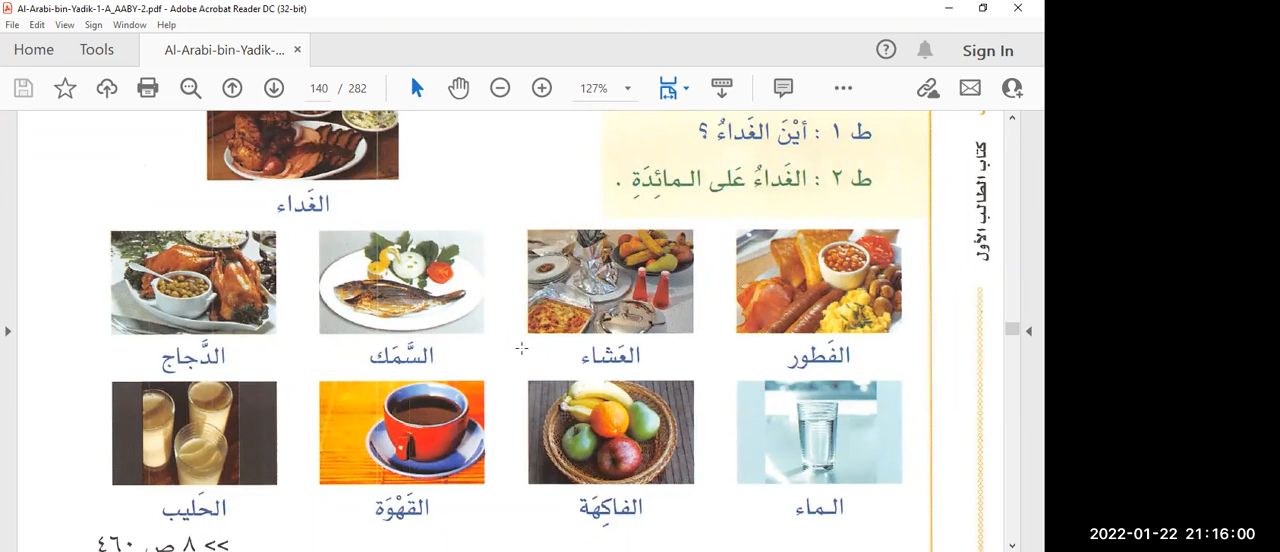 Al-Arabi-bin-Yadik-1-A_AABY-2.pdf - Adobe Acrobat Reader DC (32-bit)
File Edit View Sign Window Help
Home Tools Al-Arabi-bin-Yadik-... × ? Sign In
140 / 282 127%
ط ١ : أَيْنَ الغَداءُ ؟
ط ٢ : الغَداءُ عَلى المائِدَةِ .
الغَداء
كتاب الطالب الأول
الفَطور العَشاء السَّمَك الدَّجاج
الماء الفاكِهَة القَهْوَة الحَليب
>> ٨ ص ٤٦٠
2022-01-22 21:16:00